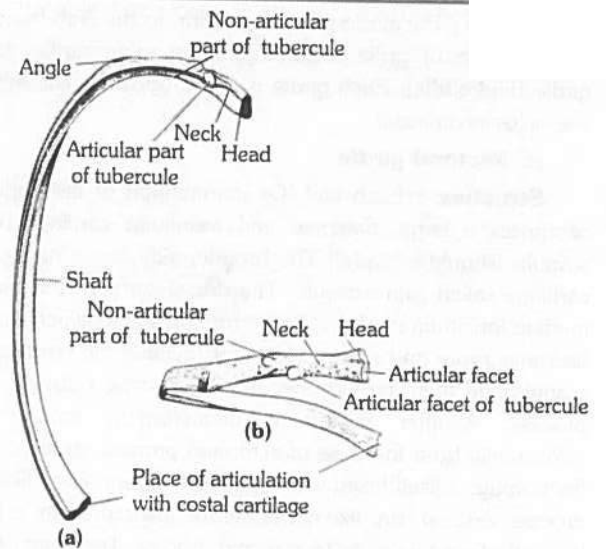 Non-articular
part of tubercule
Angle
Neck
Head
Articular part
of tubercule
Shaft
Non-articular
part of tubercule
Neck
Head
Articular facet
Articular facet of tubercule
(b)
Place of articulation
with costal cartilage
(a)